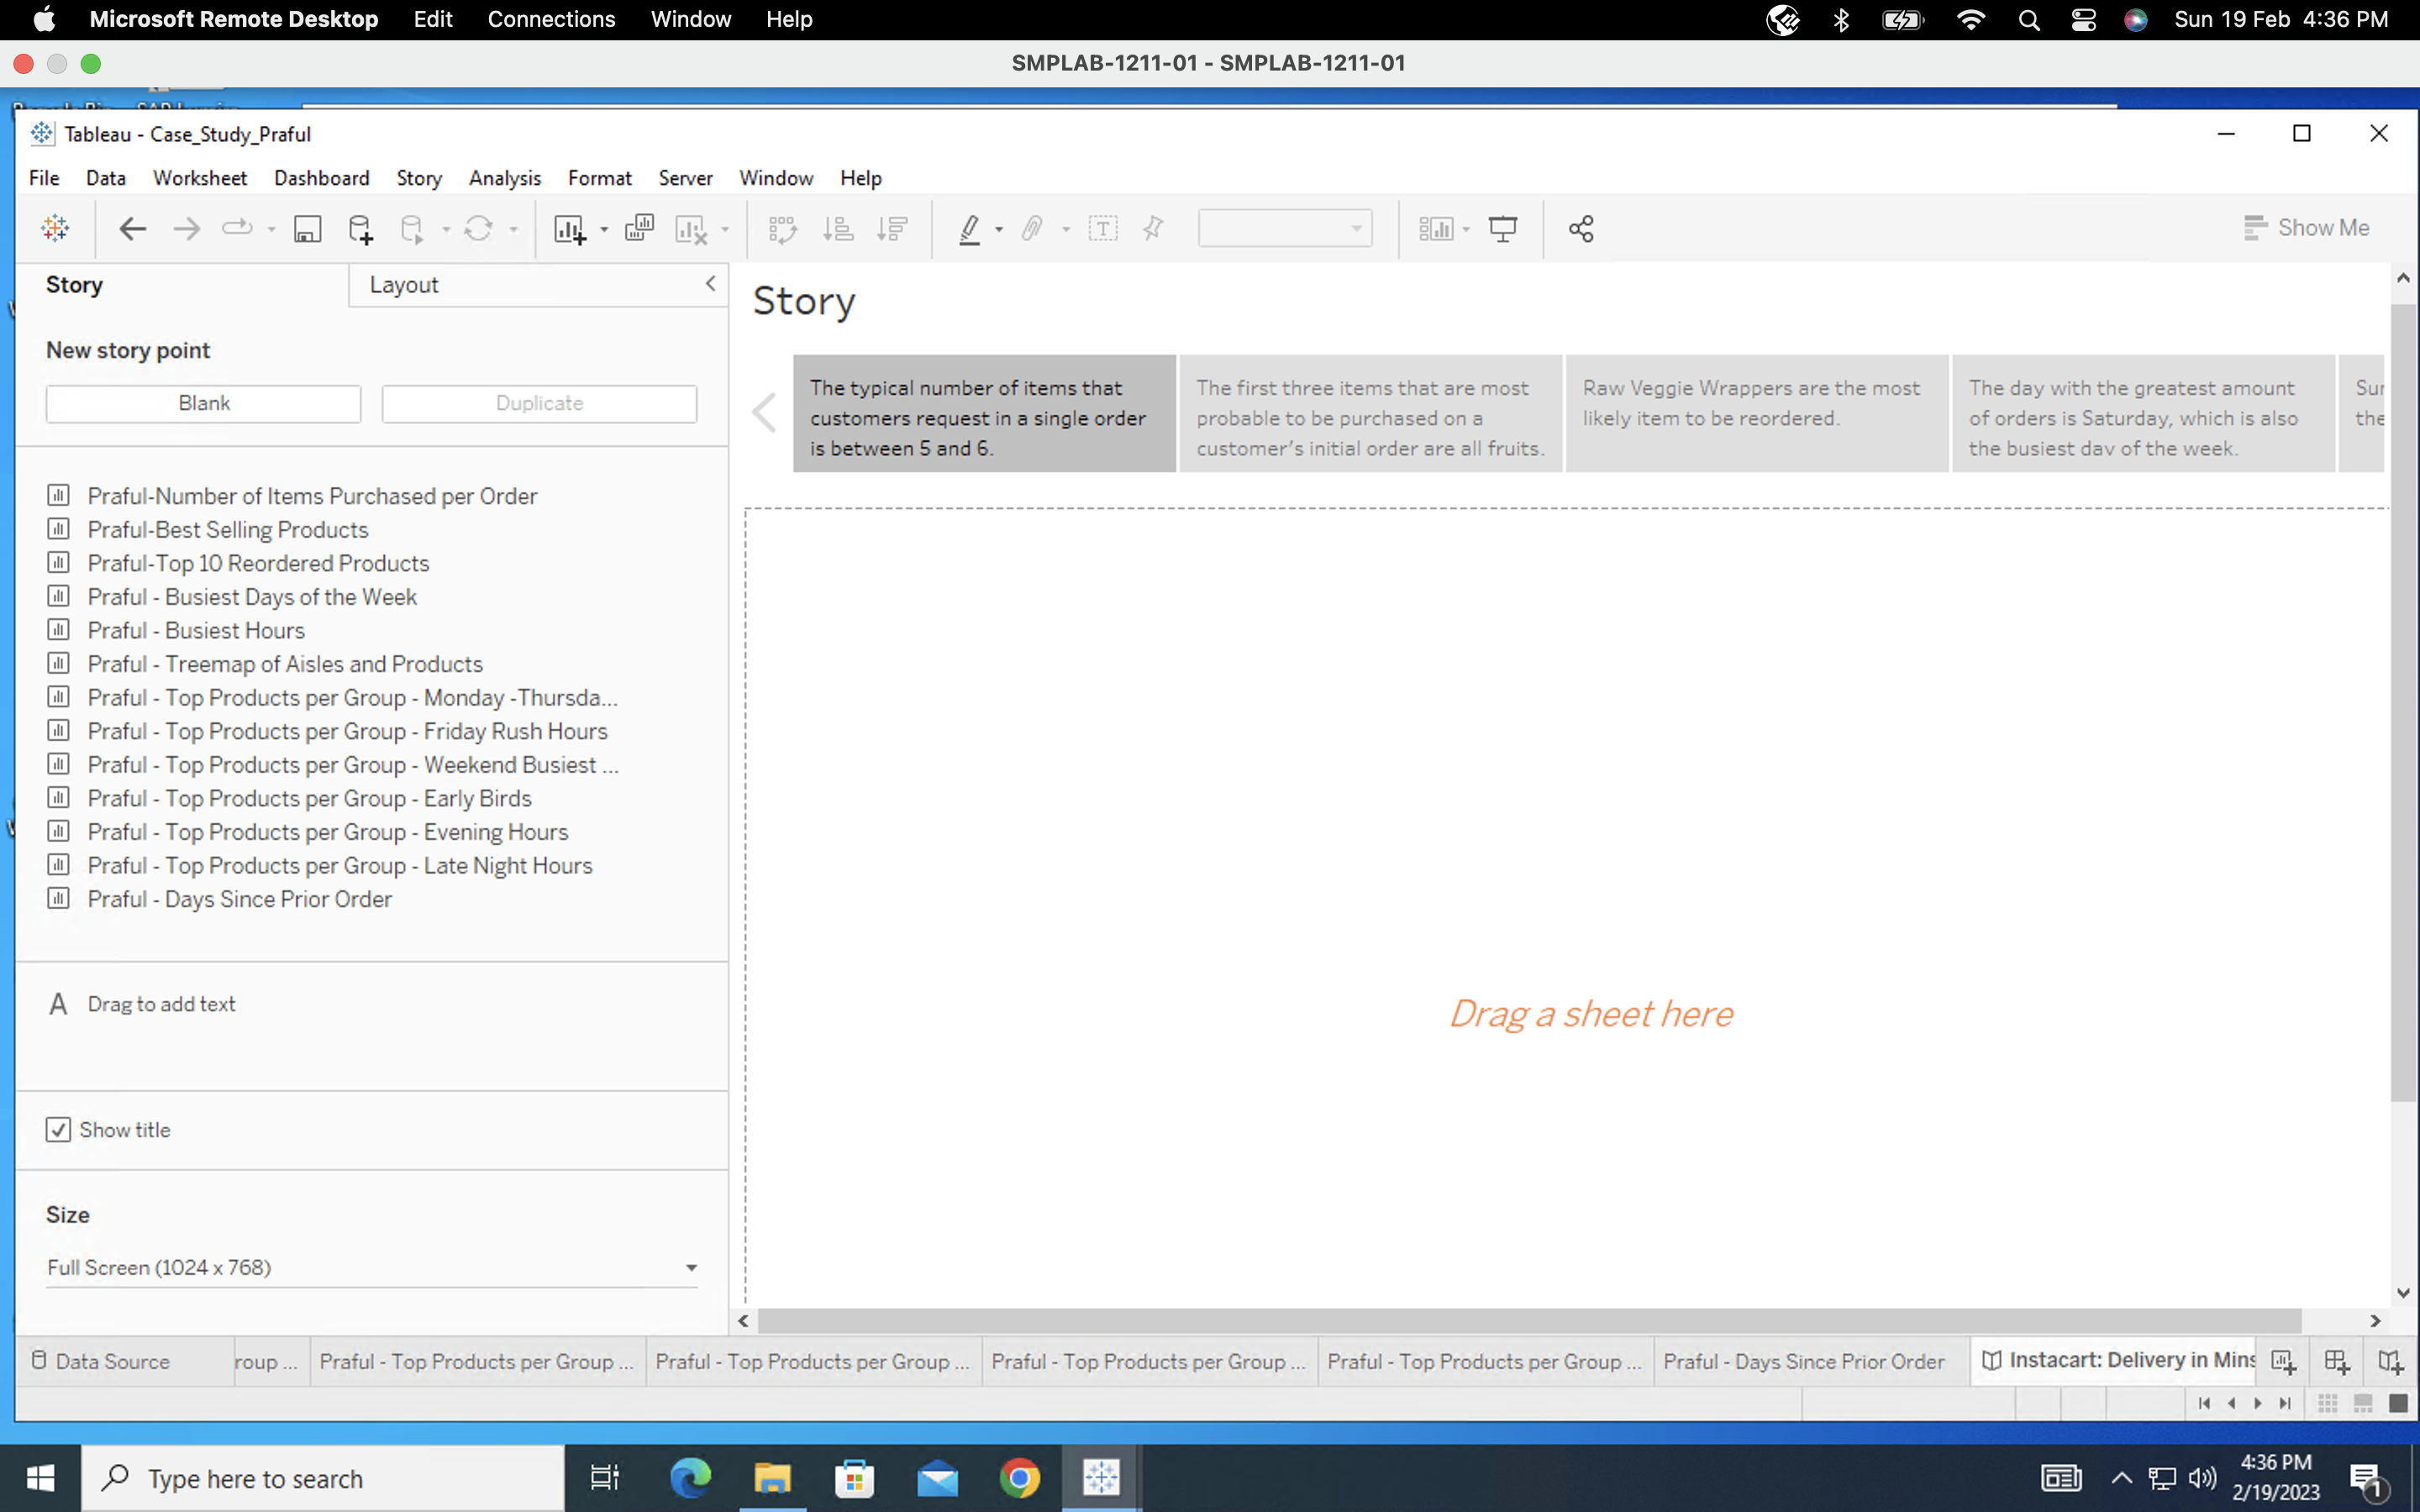 Microsoft Remote Desktop Edit Connections Window Help Sun 19 Feb 4:36 PM
SMPLAB-1211-01 - SMPLAB-1211-01
Tableau - Case_Study_Praful
File Data Worksheet Dashboard Story Analysis Format Server Window Help
Show Me
Story
Layout
New story point
Blank
Duplicate
Praful-Number of Items Purchased per Order
Praful-Best Selling Products
Praful-Top 10 Reordered Products
Praful - Busiest Days of the Week
Praful - Busiest Hours
Praful - Treemap of Aisles and Products
Praful - Top Products per Group - Monday -Thursda...
Praful - Top Products per Group - Friday Rush Hours
Praful - Top Products per Group - Weekend Busiest ...
Praful - Top Products per Group - Early Birds
Praful - Top Products per Group - Evening Hours
Praful - Top Products per Group - Late Night Hours
Praful - Days Since Prior Order
A Drag to add text
Show title
Size
Full Screen (1024 x 768)
Story
The typical number of items that
customers request in a single order
is between 5 and 6.
The first three items that are most
probable to be purchased on a
customer's initial order are all fruits.
Raw Veggie Wrappers are the most
likely item to be reordered.
The day with the greatest amount
of orders is Saturday, which is also
the busiest day of the week.
Sun
the
Drag a sheet here
Data Source
roup ...
Praful - Top Products per Group ...
Praful - Top Products per Group ...
Praful - Top Products per Group ...
Praful - Top Products per Group ...
Praful - Days Since Prior Order
Instacart: Delivery in Mins
Type here to search
4:36 PM
2/19/2023
1